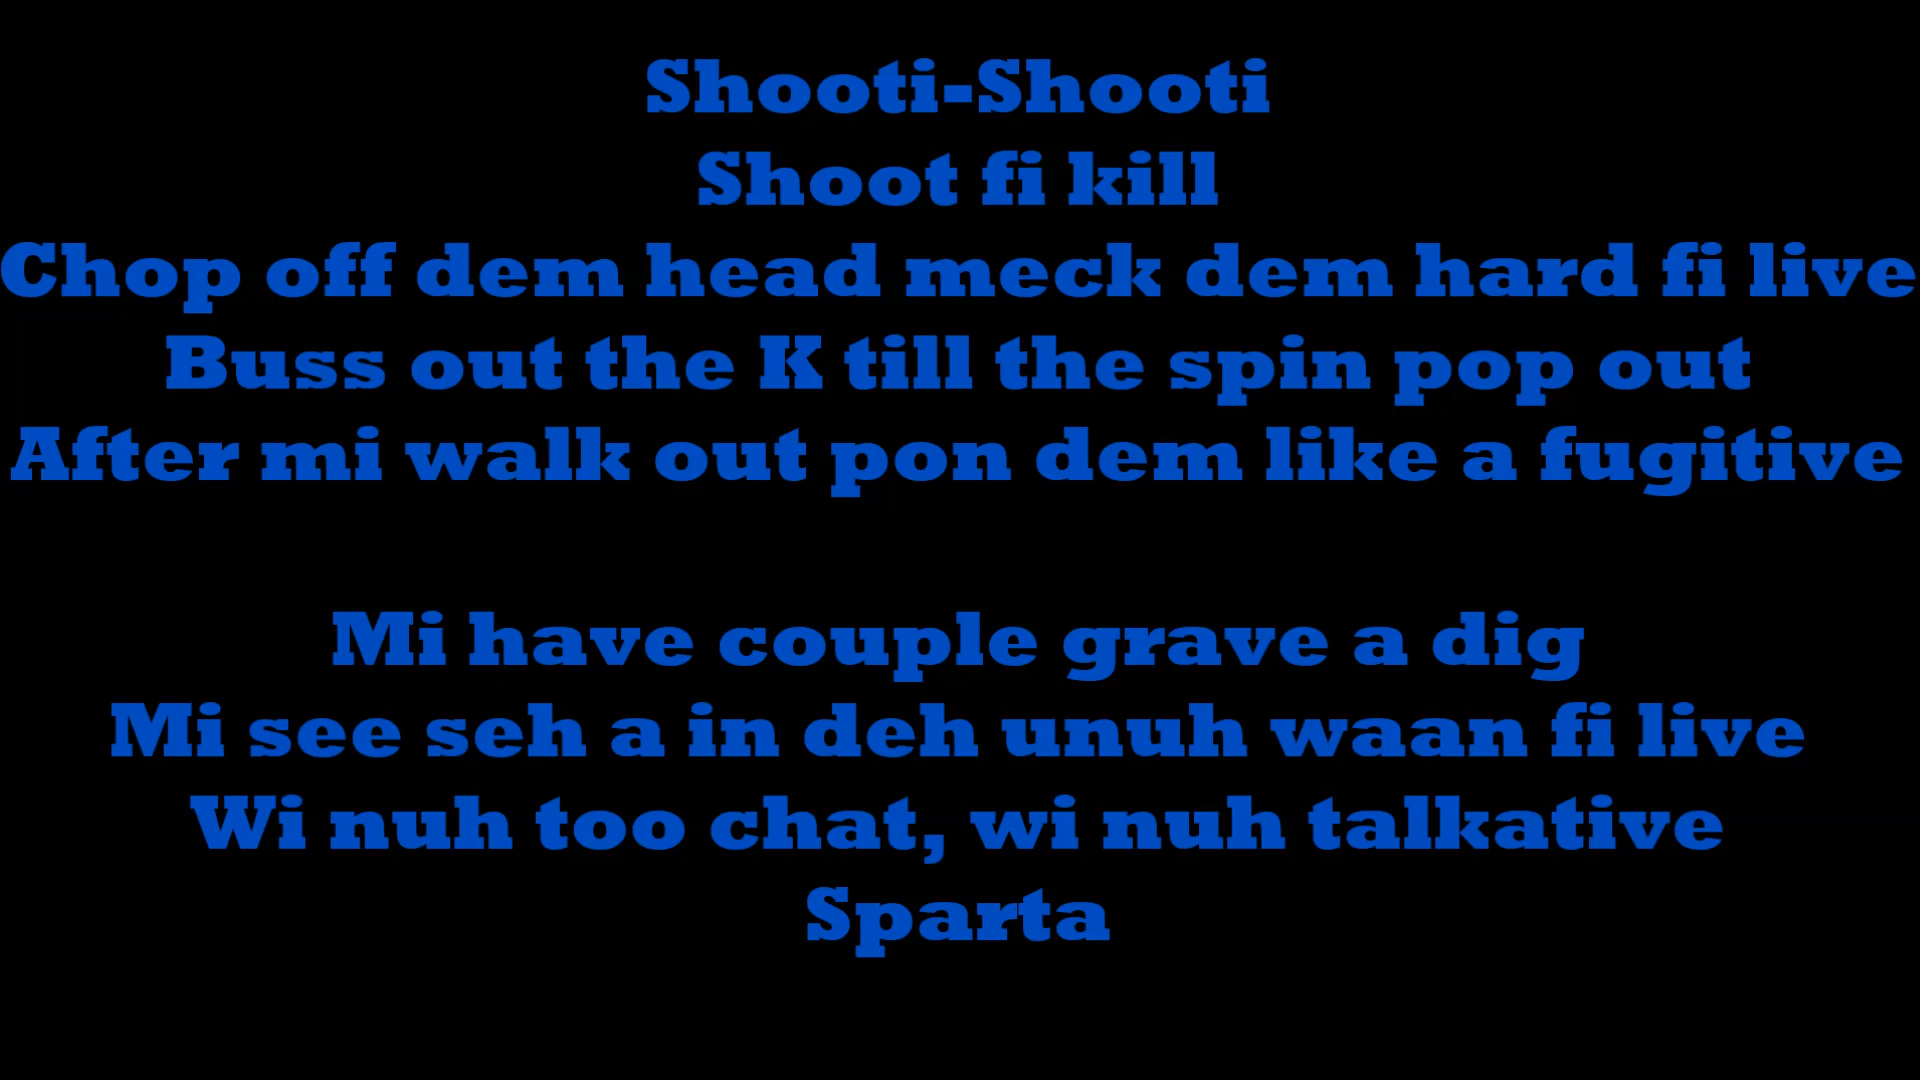 Shooti-Shooti
Shoot fi kill
Chop off dem head meck dem hard fi live
Buss out the K till the spin pop out
After mi walk out pon dem like a fugitive
Mi have couple grave a dig
Mi see seh a in deh unuh waan fi live
Wi nuh too chat, wi nuh talkative
Sparta